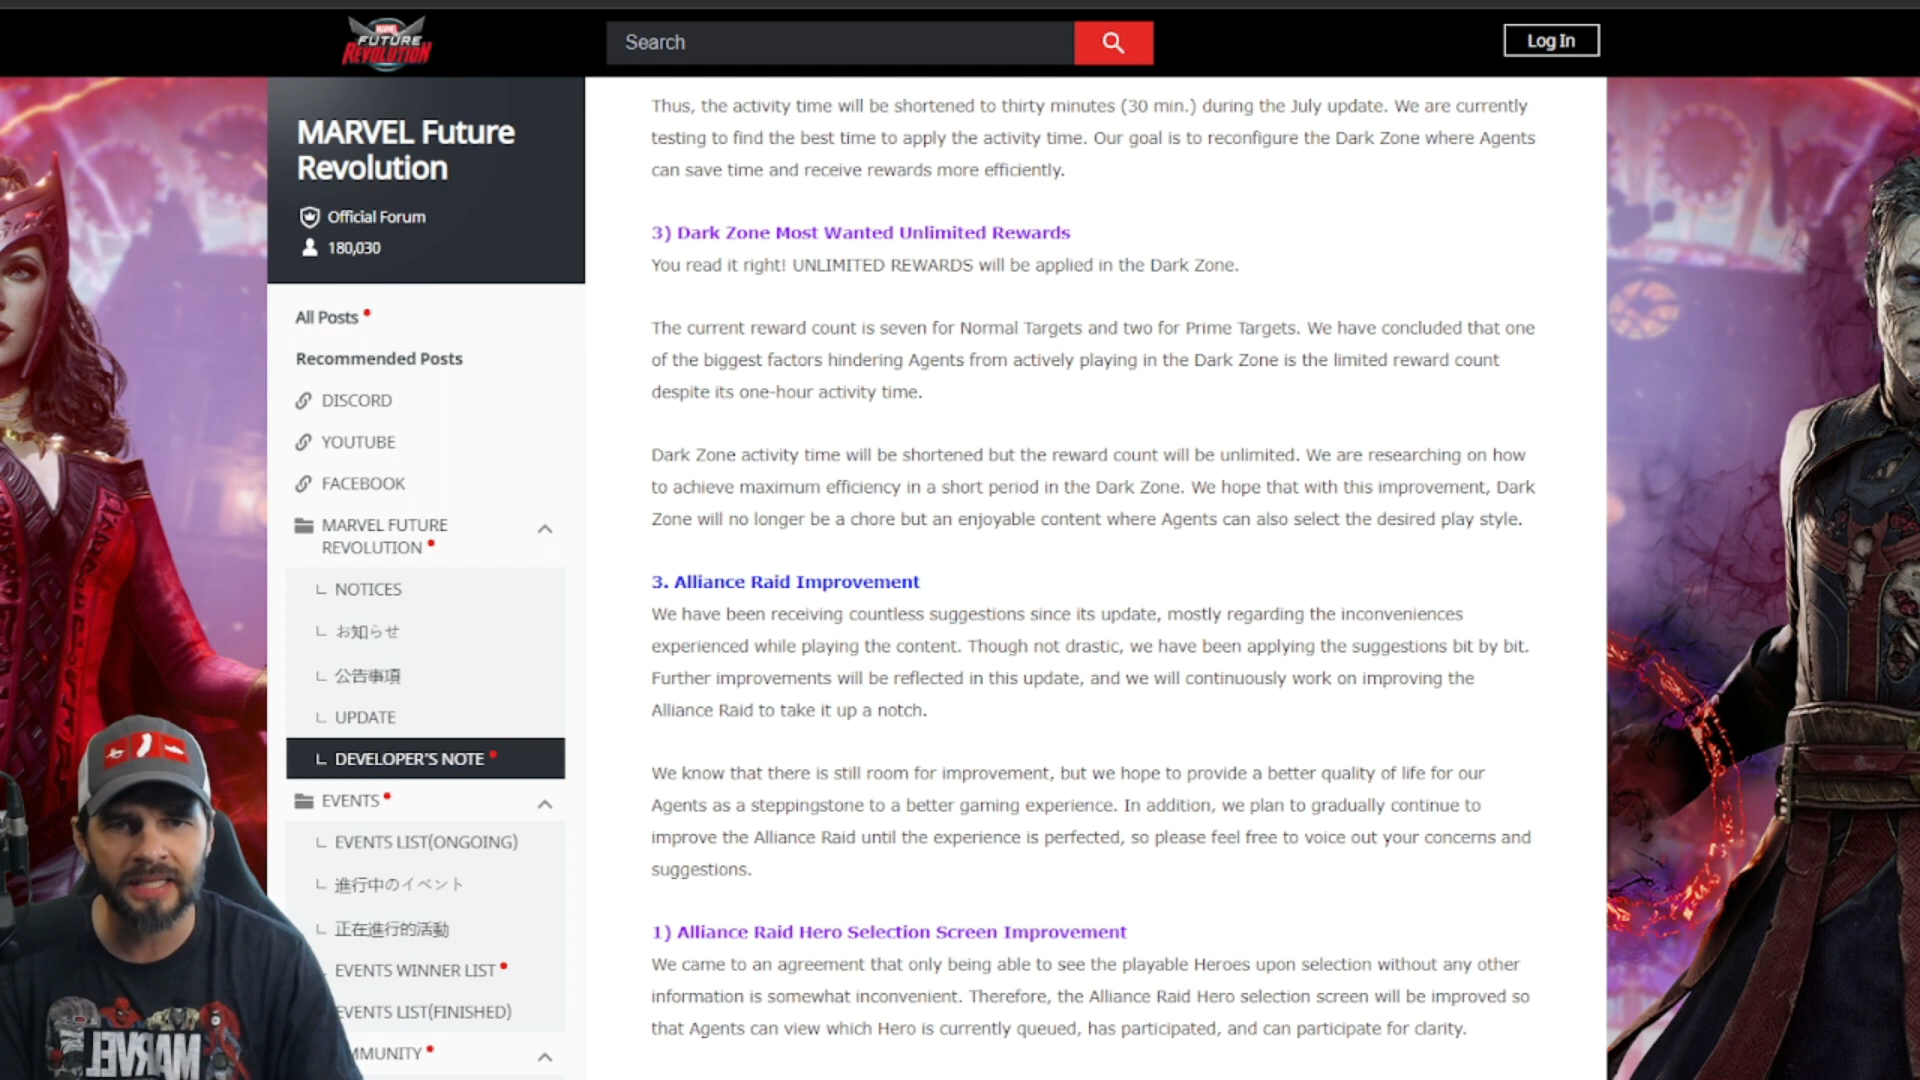 MARVEL
FUTURE
REVOLUTION
Search
Log In
MARVEL Future
Revolution
Official Forum
180,030
All Posts
Recommended Posts
DISCORD
YOUTUBE
FACEBOOK
MARVEL FUTURE
REVOLUTION
NOTICES
お知らせ
公告事項
UPDATE
DEVELOPER'S NOTE
EVENTS
EVENTS LIST(ONGOING)
進行中のイベント
正在進行的活動
EVENTS WINNER LIST
EVENTS LIST(FINISHED)
MMUNITY
Thus, the activity time will be shortened to thirty minutes (30 min.) during the July update. We are currently
testing to find the best time to apply the activity time. Our goal is to reconfigure the Dark Zone where Agents
can save time and receive rewards more efficiently.
3) Dark Zone Most Wanted Unlimited Rewards
You read it right! UNLIMITED REWARDS will be applied in the Dark Zone.
The current reward count is seven for Normal Targets and two for Prime Targets. We have concluded that one
of the biggest factors hindering Agents from actively playing in the Dark Zone is the limited reward count
despite its one-hour activity time.
Dark Zone activity time will be shortened but the reward count will be unlimited. We are researching on how
to achieve maximum efficiency in a short period in the Dark Zone. We hope that with this improvement, Dark
Zone will no longer be a chore but an enjoyable content where Agents can also select the desired play style.
3. Alliance Raid Improvement
We have been receiving countless suggestions since its update, mostly regarding the inconveniences
experienced while playing the content. Though not drastic, we have been applying the suggestions bit by bit.
Further improvements will be reflected in this update, and we will continuously work on improving the
Alliance Raid to take it up a notch.
We know that there is still room for improvement, but we hope to provide a better quality of life for our
Agents as a steppingstone to a better gaming experience. In addition, we plan to gradually continue to
improve the Alliance Raid until the experience is perfected, so please feel free to voice out your concerns and
suggestions.
1) Alliance Raid Hero Selection Screen Improvement
We came to an agreement that only being able to see the playable Heroes upon selection without any other
information is somewhat inconvenient. Therefore, the Alliance Raid Hero selection screen will be improved so
that Agents can view which Hero is currently queued, has participated, and can participate for clarity.
MARVEL